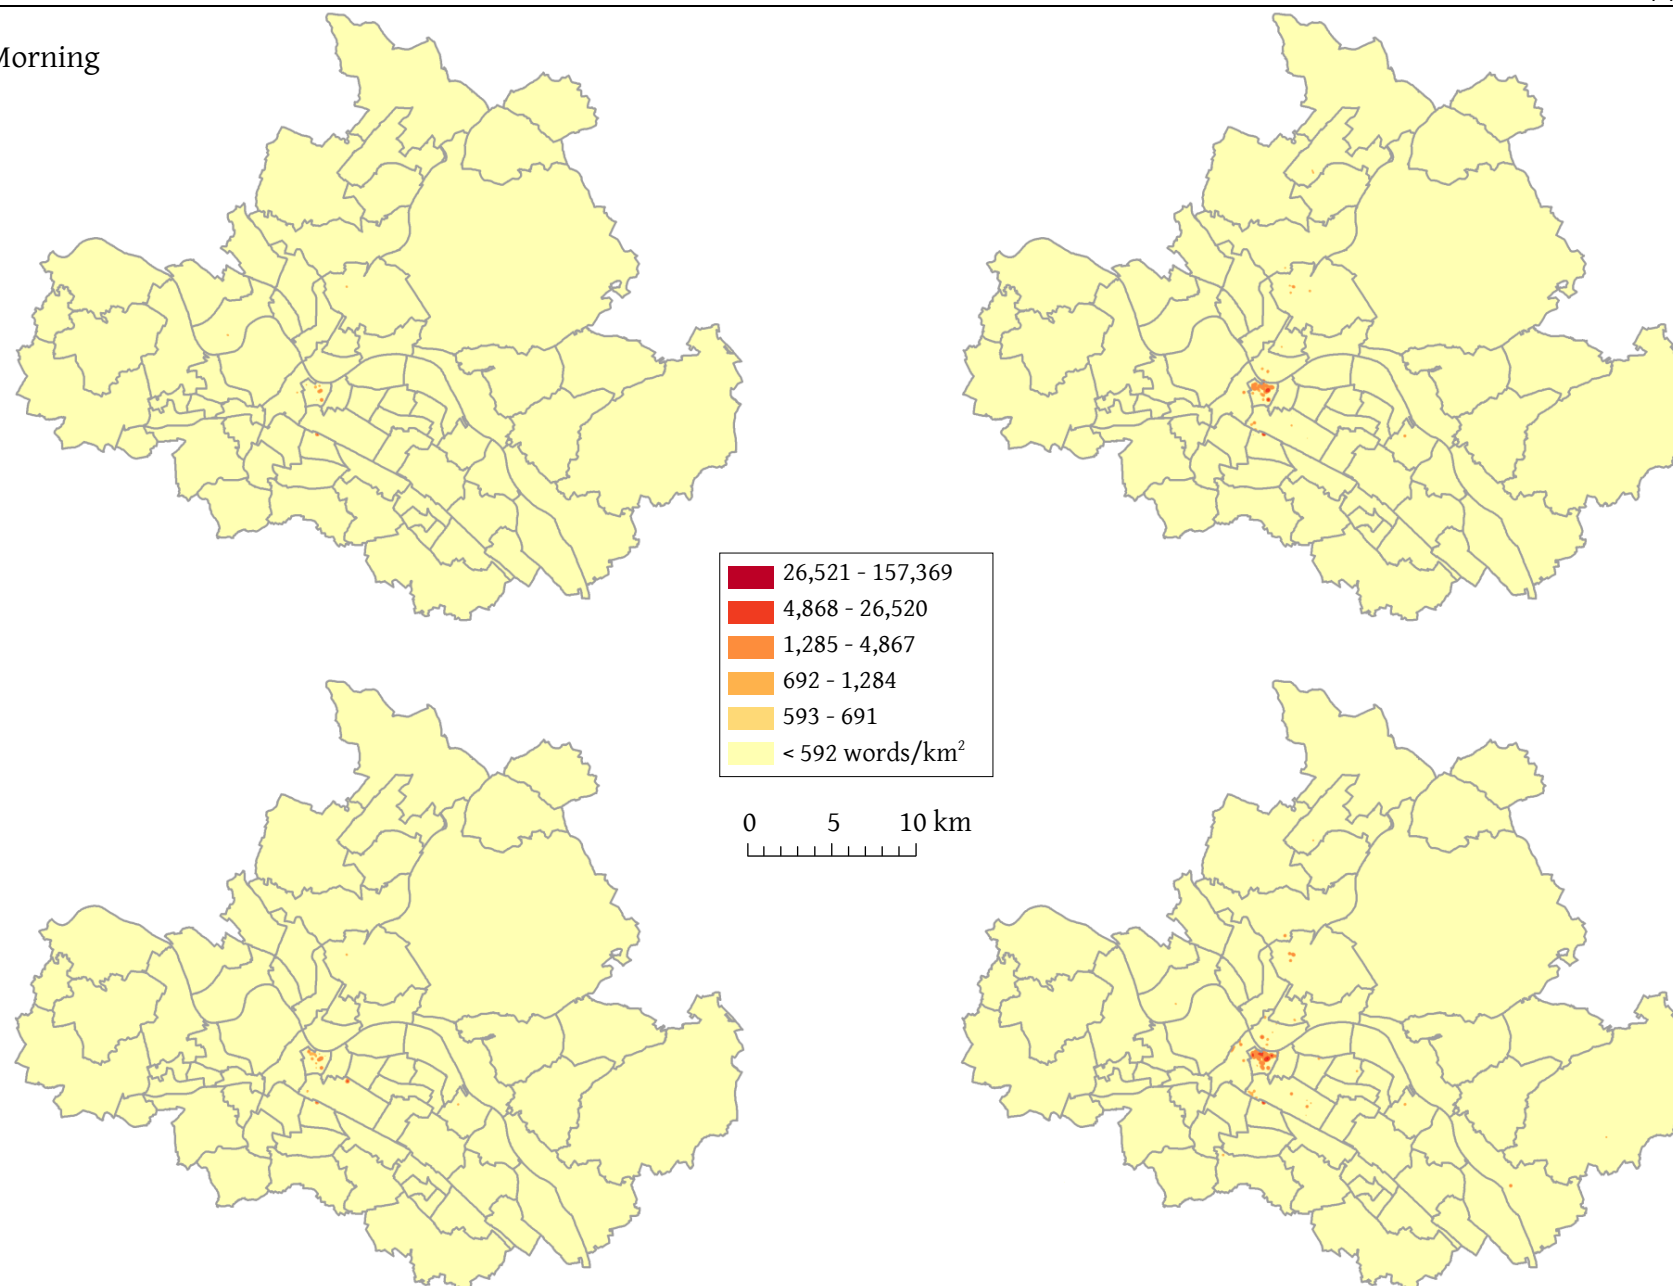 Morning
26,521 - 157,369
4,868 - 26,520
1,285 - 4,867
692 - 1,284
593 - 691
< 592 words/km²
0 5 10 km